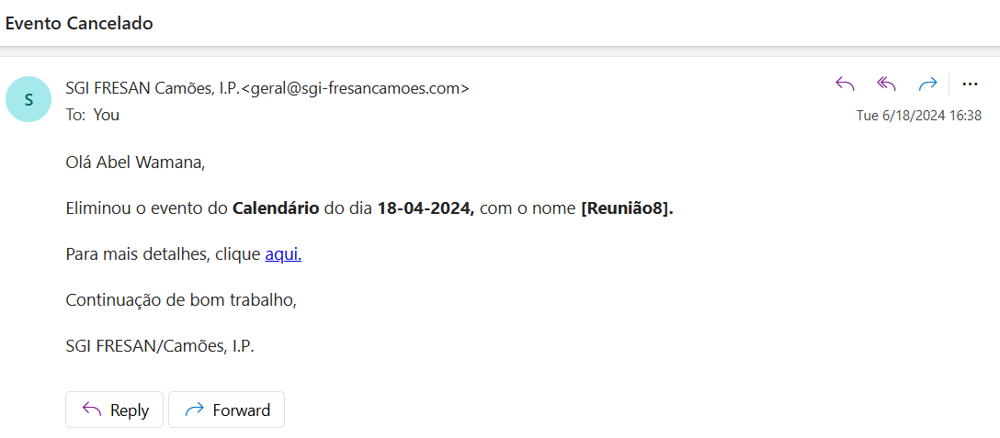 Evento Cancelado
S
SGI FRESAN Camões, I.P.<geral@sgi-fresancamoes.com>
To: You
Tue 6/18/2024 16:38
Olá Abel Wamana,
Eliminou o evento do Calendário do dia 18-04-2024, com o nome [Reunião8].
Para mais detalhes, clique aqui.
Continuação de bom trabalho,
SGI FRESAN/Camões, I.P.
Reply
Forward